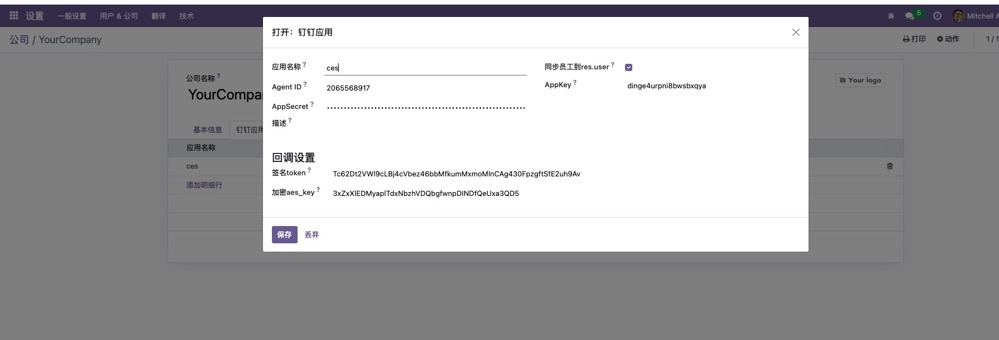 设置 一般设置 用户 & 公司 翻译 技术 5 Mitchell A
公司 / YourCompany 打印 动作 1 / 1
打开：钉钉应用
应用名称 ? ces 同步员工到res.user ?
Agent ID ? 2065568917 AppKey ? dinge4urpni8bwsbxqya
AppSecret ?
描述 ?
回调设置
签名token ? Tc62Dt2VWl9cLBj4cVbez46bbMfkumMxmoMlnCAg430FpzgftSfE2uh9Av
加密aes_key ? 3xZxXlEDMyaplTdxNbzhVDQbgfwnpDlNDfQeUxa3QD5
保存 丢弃
公司名称 ?
YourCompa
Your logo
基本信息 钉钉应用
应用名称
ces
添加明细行